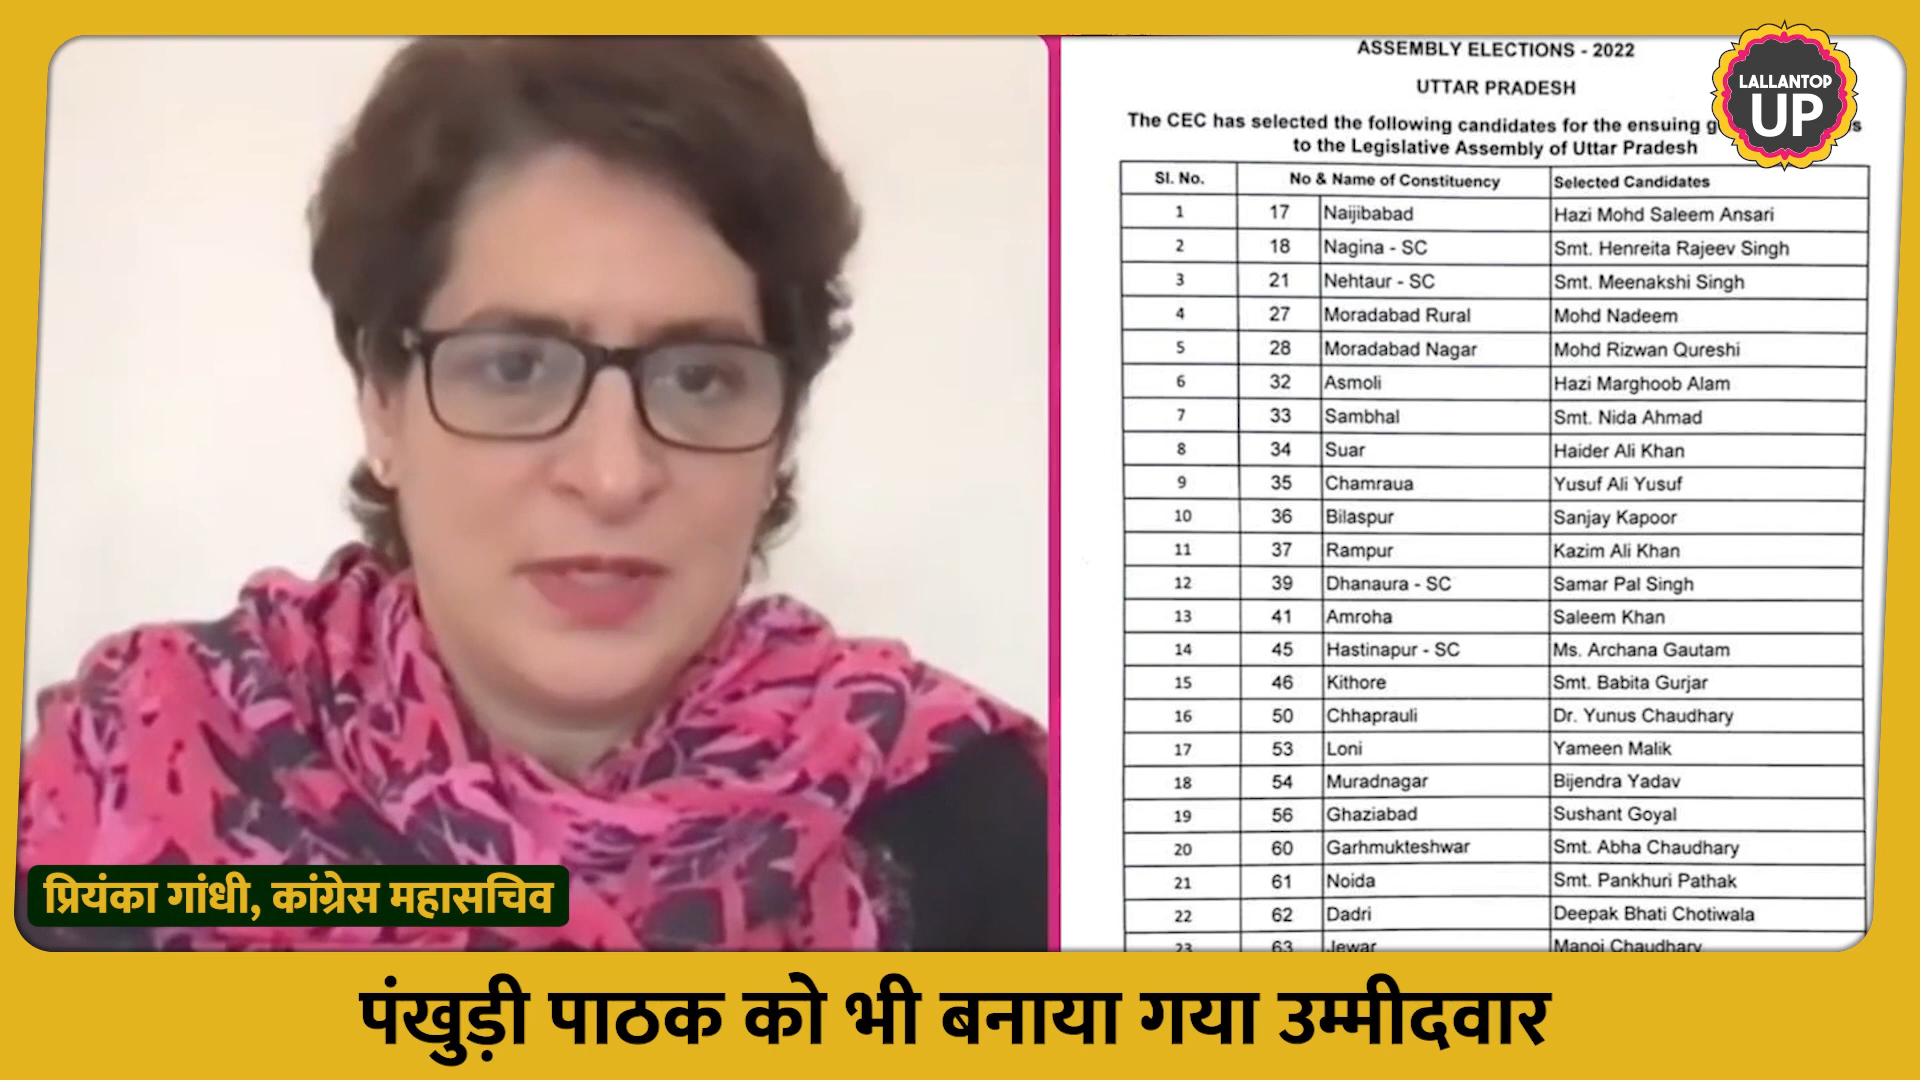 ASSEMBLY ELECTIONS - 2022
UTTAR PRADESH
The CEC has selected the following candidates for the ensuing
to the Legislative Assembly of Uttar Pradesh
LALLANTOP
UP
Sl. No. No & Name of Constituency Selected Candidates
1 17 Naijibabad Hazi Mohd Saleem Ansari
2 18 Nagina - SC Smt. Henreita Rajeev Singh
3 21 Nehtaur - SC Smt. Meenakshi Singh
4 27 Moradabad Rural Mohd Nadeem
5 28 Moradabad Nagar Mohd Rizwan Qureshi
6 32 Asmoli Hazi Marghoob Alam
7 33 Sambhal Smt. Nida Ahmad
8 34 Suar Haider Ali Khan
9 35 Chamraua Yusuf Ali Yusuf
10 36 Bilaspur Sanjay Kapoor
11 37 Rampur Kazim Ali Khan
12 39 Dhanaura - SC Samar Pal Singh
13 41 Amroha Saleem Khan
14 45 Hastinapur - SC Ms. Archana Gautam
15 46 Kithore Smt. Babita Gurjar
16 50 Chhaprauli Dr. Yunus Chaudhary
17 53 Loni Yameen Malik
18 54 Muradnagar Bijendra Yadav
19 56 Ghaziabad Sushant Goyal
20 60 Garhmukteshwar Smt. Abha Chaudhary
21 61 Noida Smt. Pankhuri Pathak
22 62 Dadri Deepak Bhati Chotiwala
23 63 Jewar Manoj Chaudhary
प्रियंका गांधी, कांग्रेस महासचिव
पंखुड़ी पाठक को भी बनाया गया उम्मीदवार